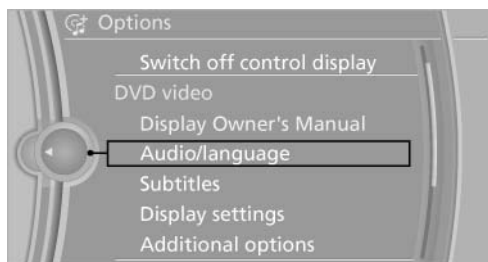 Options
Switch off control display
DVD video
Display Owner's Manual
Audio/language
Subtitles
Display settings
Additional options